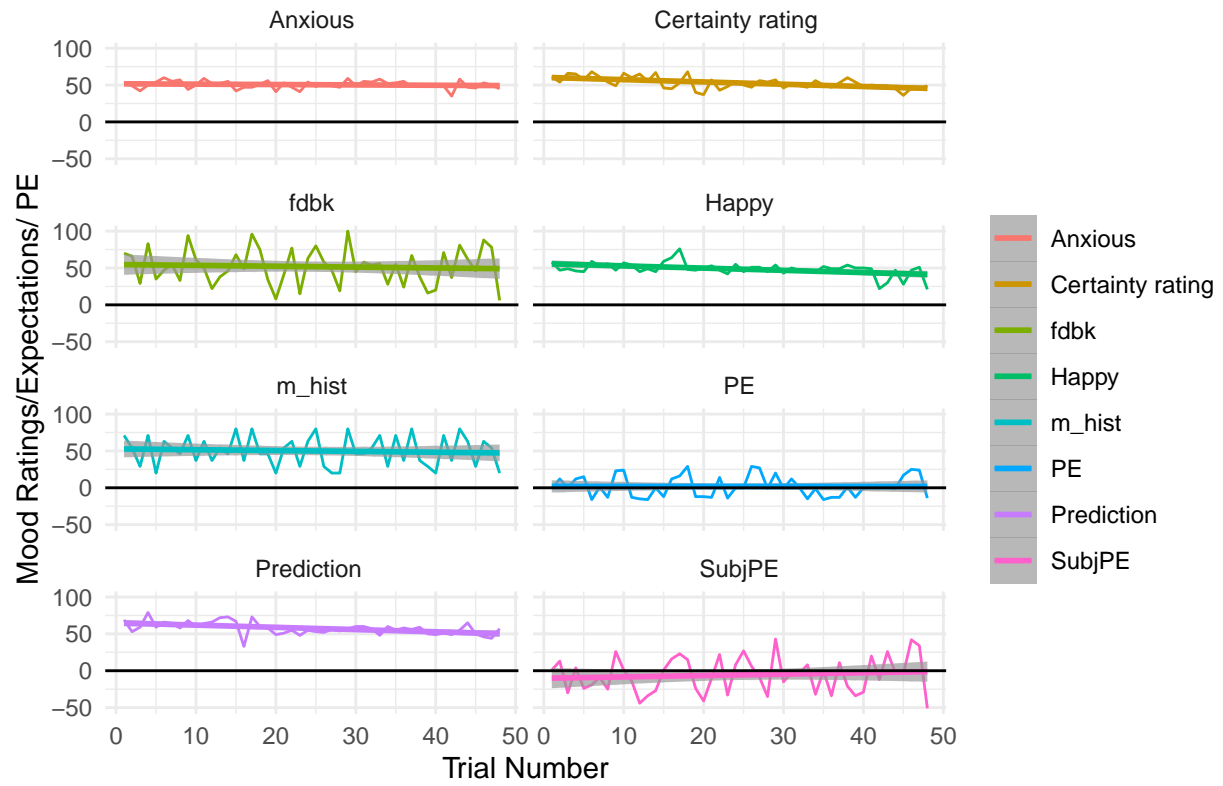 Anxious
Certainty rating
100
50
0
−50
fdbk
Happy
100
50
0
−50
m_hist
PE
100
50
0
−50
Prediction
SubjPE
100
50
0
−50
0 10 20 30 40 50 0 10 20 30 40 50
Trial Number
Mood Ratings/Expectations/ PE
Anxious
Certainty rating
fdbk
Happy
m_hist
PE
Prediction
SubjPE